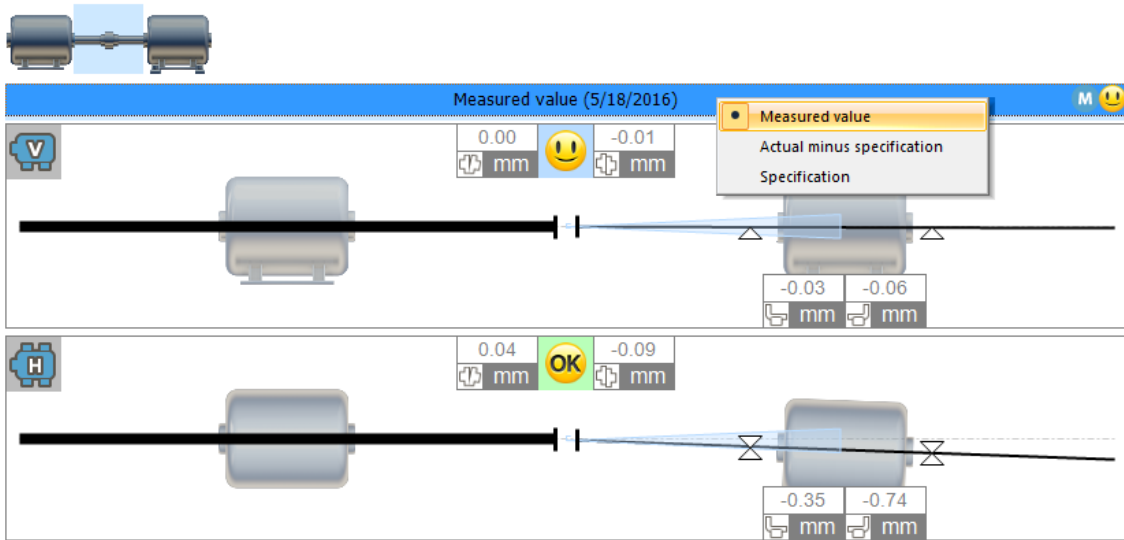 Measured value (5/18/2016)
M
Measured value
Actual minus specification
Specification
V
0.00
-0.01
mm
mm
-0.03
-0.06
mm
mm
H
0.04
OK
-0.09
mm
mm
-0.35
-0.74
mm
mm